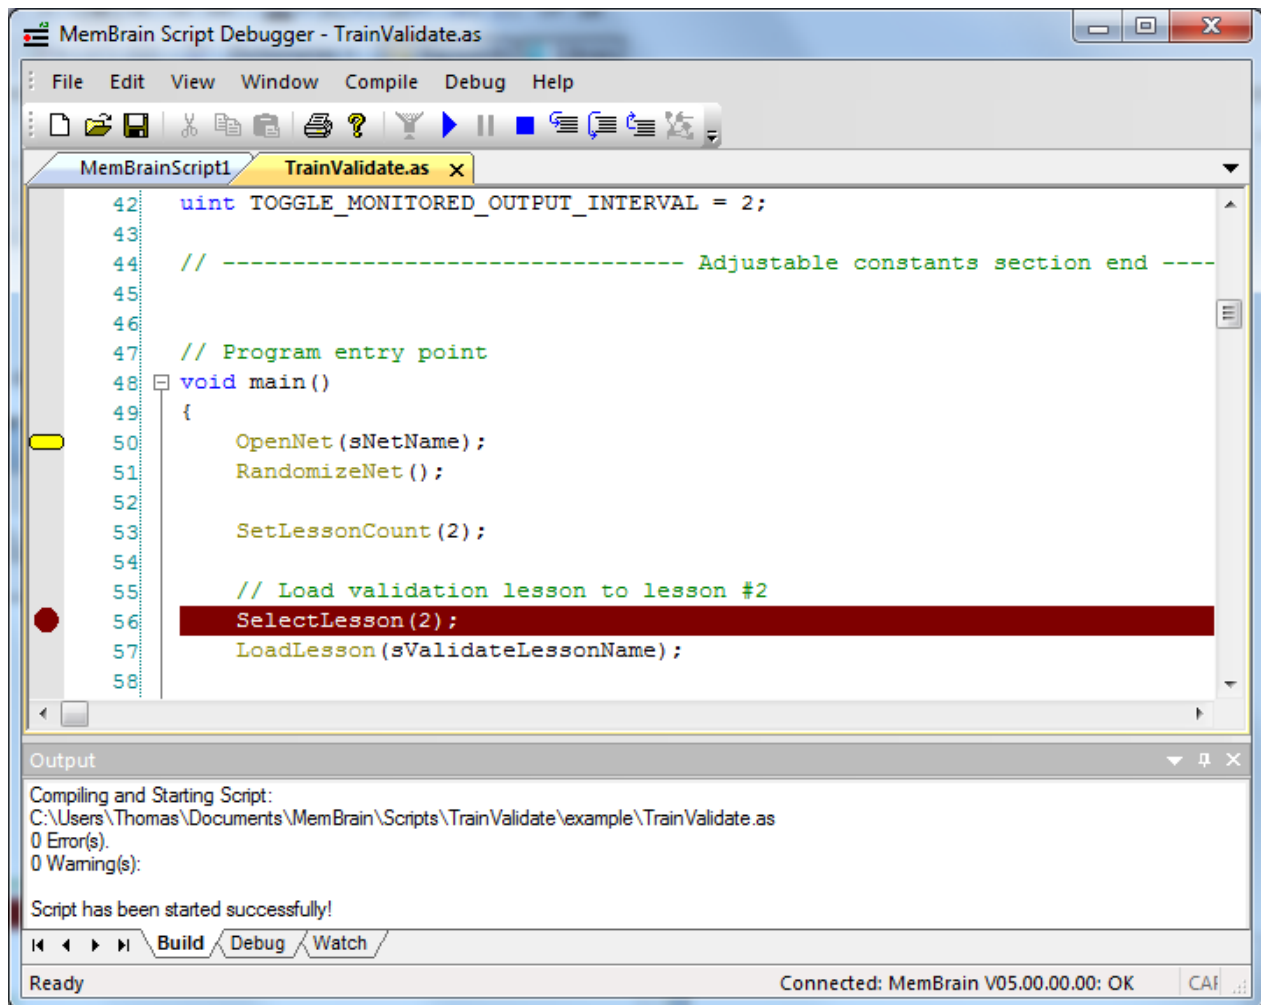 MemBrain Script Debugger - TrainValidate.as
File Edit View Window Compile Debug Help
MemBrainScript1 TrainValidate.as
42 uint TOGGLE_MONITORED_OUTPUT_INTERVAL = 2;
43
44 // --------------------------------- Adjustable constants section end ----
45
46
47 // Program entry point
48 void main()
49 {
50 OpenNet(sNetName);
51 RandomizeNet();
52
53 SetLessonCount(2);
54
55 // Load validation lesson to lesson #2
56 SelectLesson(2);
57 LoadLesson(sValidateLessonName);
58
Output
Compiling and Starting Script:
C:\Users\Thomas\Documents\MemBrain\Scripts\TrainValidate\example\TrainValidate.as
0 Error(s).
0 Warning(s):
Script has been started successfully!
Build Debug Watch
Ready Connected: MemBrain V05.00.00.00: OK CAP